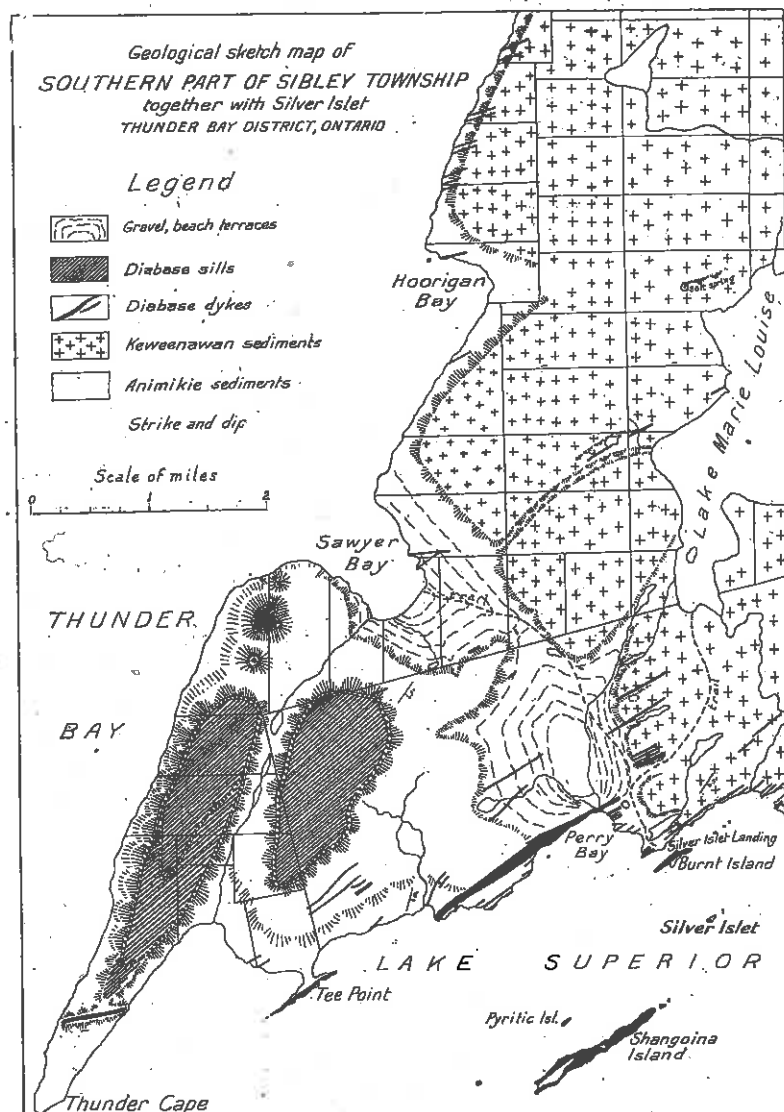 Geological sketch map of
SOUTHERN PART OF SIBLEY TOWNSHIP
together with Silver Islet
THUNDER BAY DISTRICT, ONTARIO
Legend
Gravel, beach terraces
Diabase sills
Diabase dykes
Keweenawan sediments
Animikie sediments
Strike and dip
Scale of miles
0 1 2
Hoorigan
Bay
spring
Lake Marie Louise
Sawyer
Bay
THUNDER
BAY
trail
Perry
Bay
Silver Islet Landing
Burnt Island
Silver Islet
LAKE SUPERIOR
Tee Point
Pyritic Isl.
Shangoina
Island
Thunder Cape